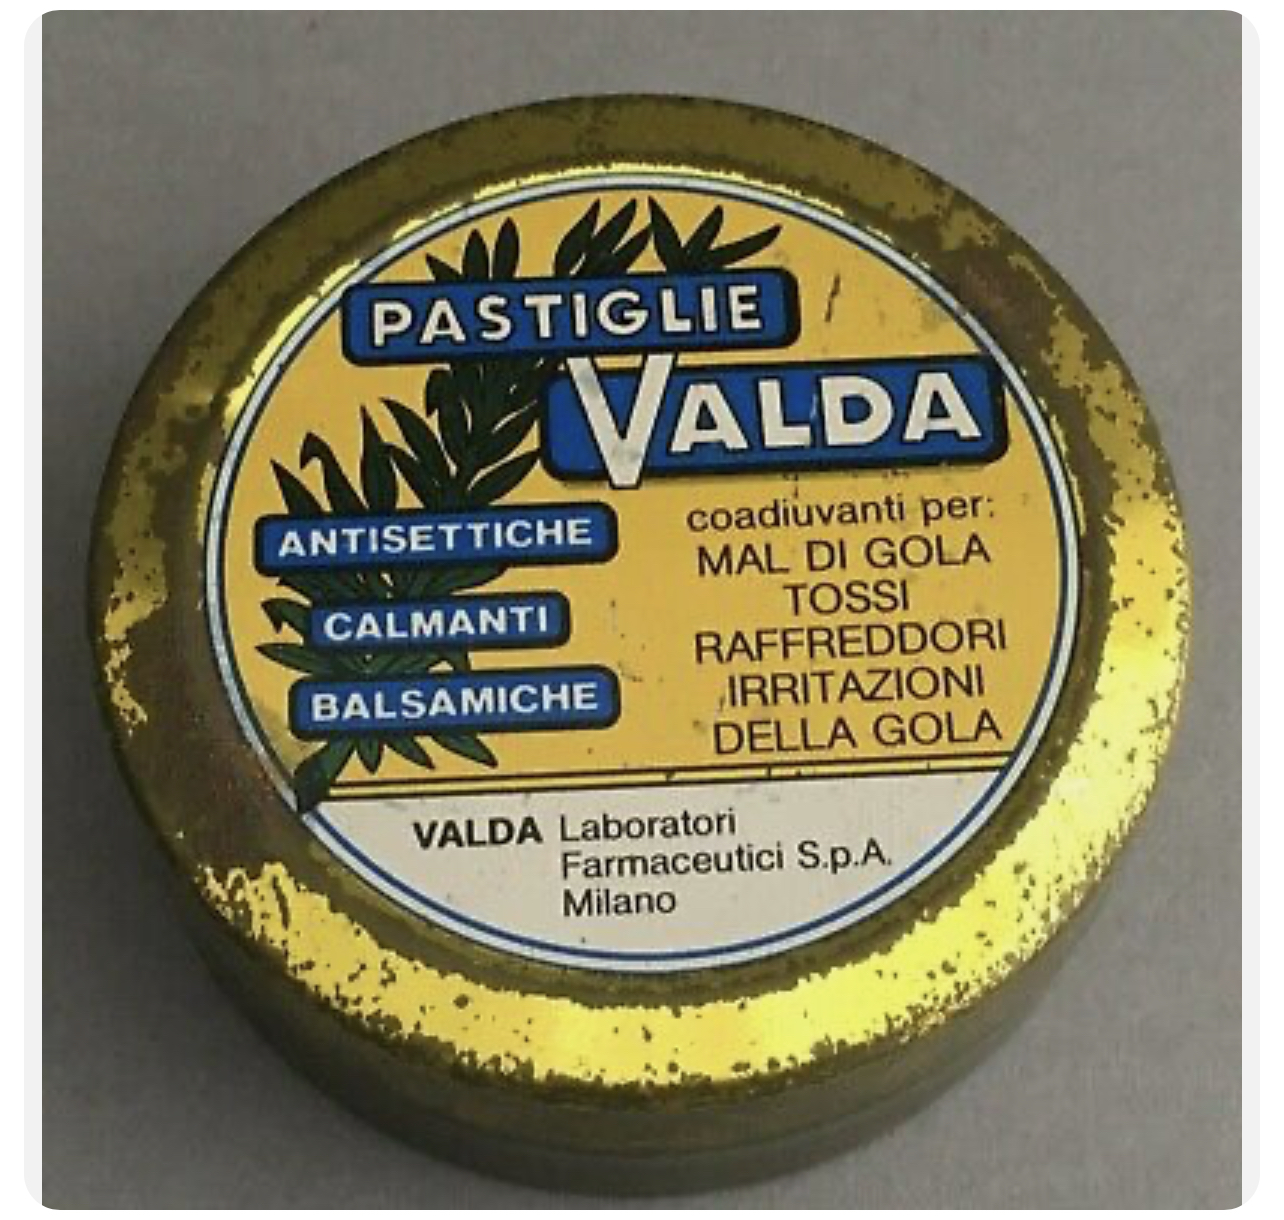 PASTIGLIE
VALDA
ANTISETTICHE
CALMANTI
BALSAMICHE
coadiuvanti per:
MAL DI GOLA
TOSSI
RAFFREDDORI
IRRITAZIONI
DELLA GOLA
VALDA Laboratori
Farmaceutici S.p.A.
Milano